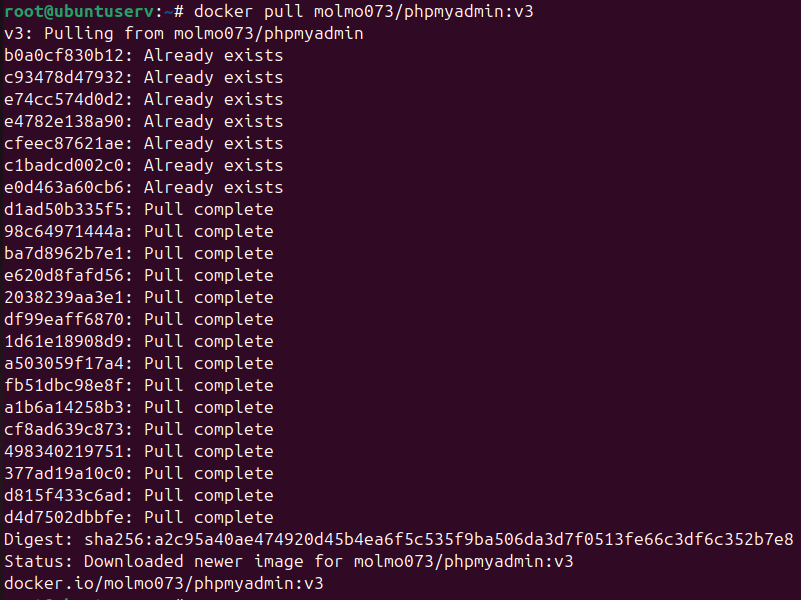 root@ubuntuserv:~# docker pull molmo073/phpmyadmin:v3
v3: Pulling from molmo073/phpmyadmin
b0a0cf830b12: Already exists
c93478d47932: Already exists
e74cc574d0d2: Already exists
e4782e138a90: Already exists
cfeec87621ae: Already exists
c1badcd002c0: Already exists
e0d463a60cb6: Already exists
d1ad50b335f5: Pull complete
98c64971444a: Pull complete
ba7d8962b7e1: Pull complete
e620d8fafd56: Pull complete
2038239aa3e1: Pull complete
df99eaff6870: Pull complete
1d61e18908d9: Pull complete
a503059f17a4: Pull complete
fb51dbc98e8f: Pull complete
a1b6a14258b3: Pull complete
cf8ad639c873: Pull complete
498340219751: Pull complete
377ad19a10c0: Pull complete
d815f433c6ad: Pull complete
d4d7502dbbfe: Pull complete
Digest: sha256:a2c95a40ae474920d45b4ea6f5c535f9ba506da3d7f0513fe66c3df6c352b7e8
Status: Downloaded newer image for molmo073/phpmyadmin:v3
docker.io/molmo073/phpmyadmin:v3